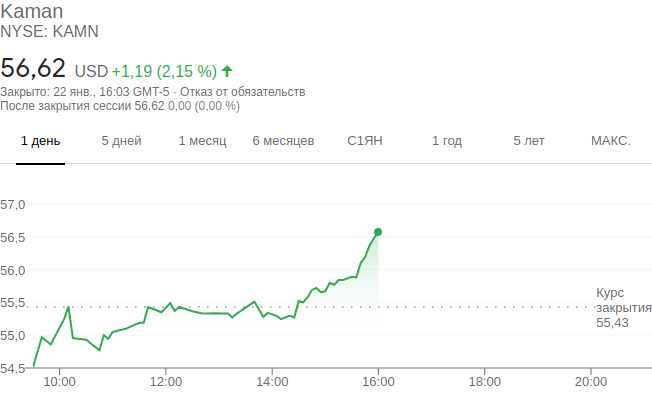 Kaman
NYSE: KAMN
56,62 USD +1,19 (2,15 %)
Закрыто: 22 янв., 16:03 GMT-5 · Отказ от обязательств
После закрытия сессии 56,62 0,00 (0,00 %)
1 день 5 дней 1 месяц 6 месяцев С1ЯН 1 год 5 лет МАКС.
57,0
56,5
56,0
55,5
55,0
54,5
Курс
закрытия
55,43
10:00 12:00 14:00 16:00 18:00 20:00